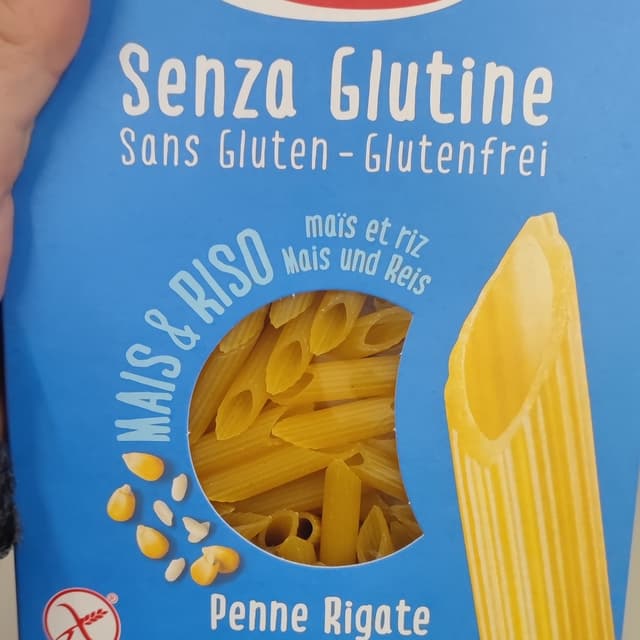 Senza Glutine
Sans Gluten - Glutenfrei
MAIS & RISO
maïs et riz
Mais und Reis
Penne Rigate
®